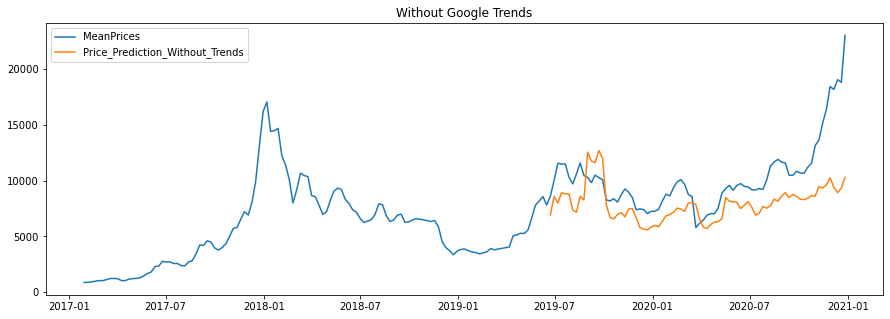 Without Google Trends
MeanPrices
Price_Prediction_Without_Trends
20000
15000
10000
5000
0
2017-01 2017-07 2018-01 2018-07 2019-01 2019-07 2020-01 2020-07 2021-01